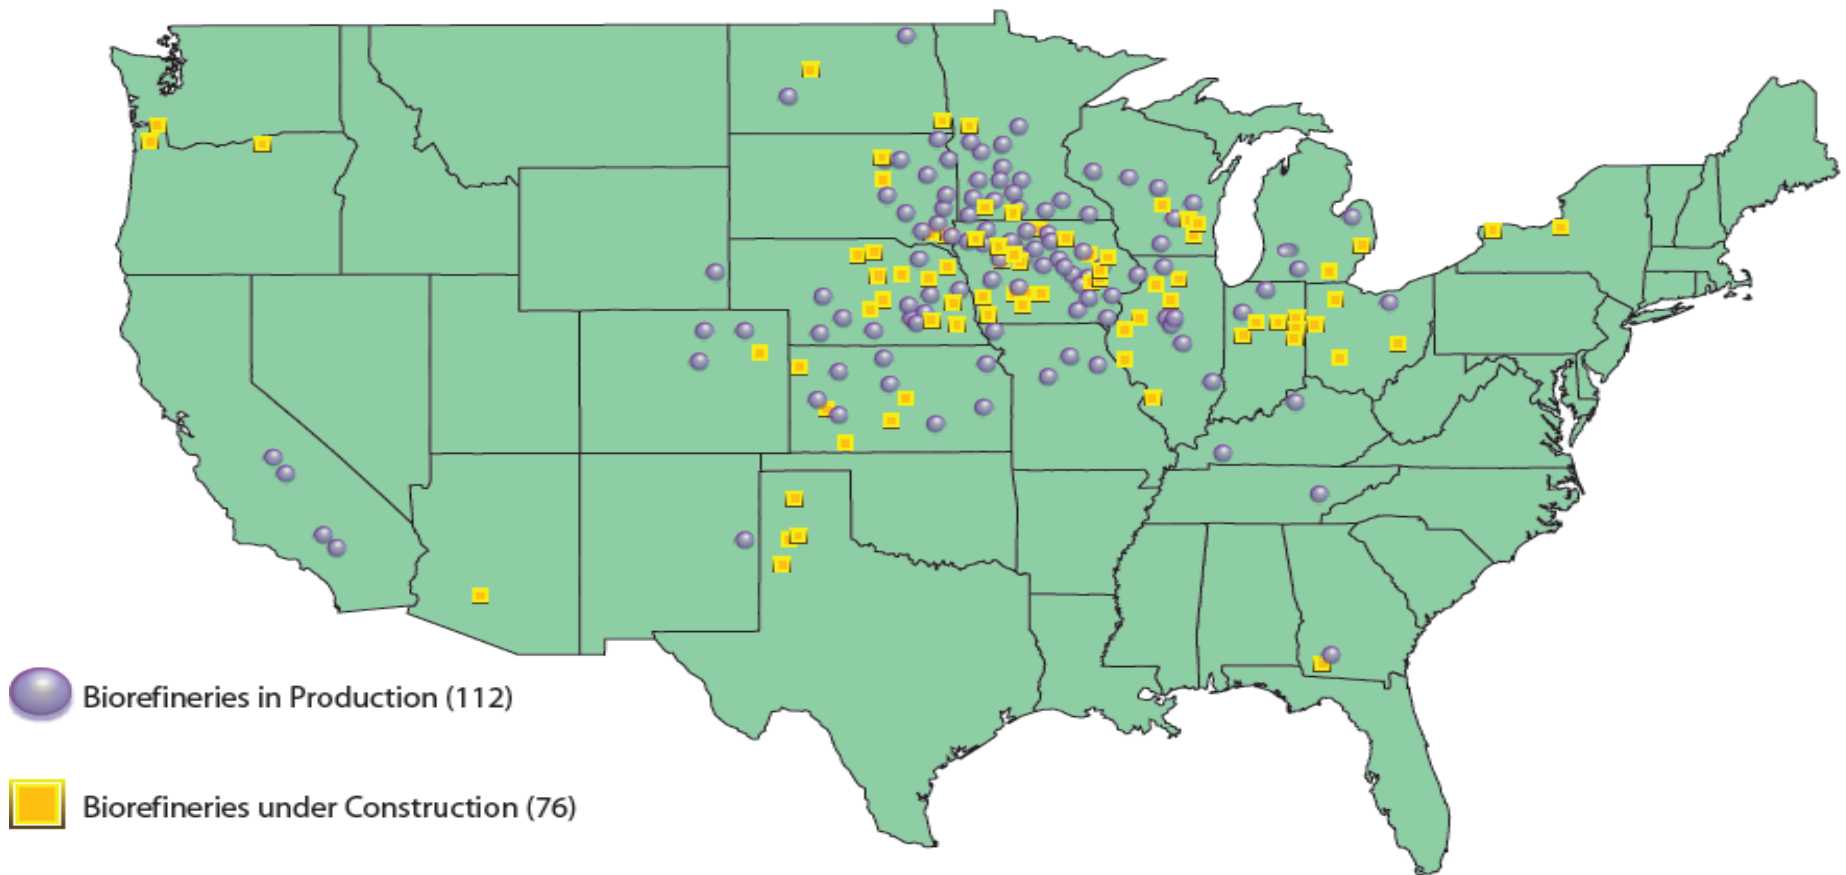 Biorefineries in Production (112)
Biorefineries under Construction (76)